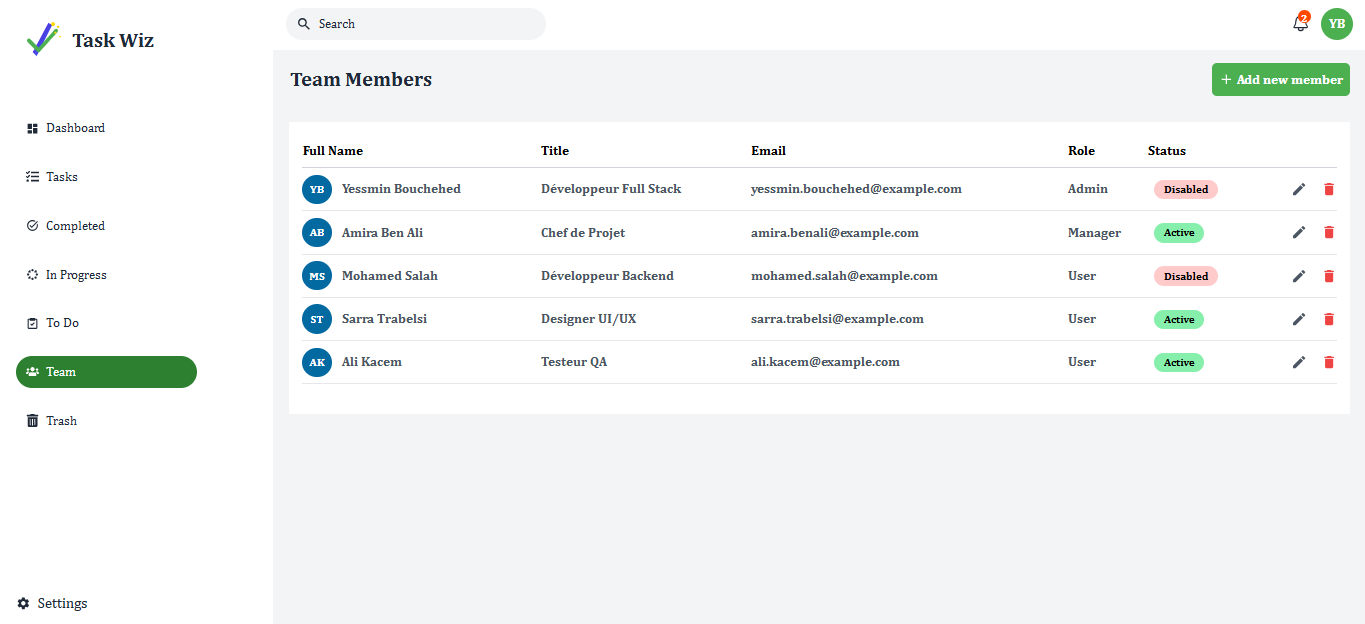 Task Wiz
Search
2
YB
Dashboard
Tasks
Completed
In Progress
To Do
Team
Trash
Settings
Team Members
+ Add new member
Full Name Title Email Role Status
YB Yessmin Bouchehed Développeur Full Stack yessmin.bouchehed@example.com Admin Disabled
AB Amira Ben Ali Chef de Projet amira.benali@example.com Manager Active
MS Mohamed Salah Développeur Backend mohamed.salah@example.com User Disabled
ST Sarra Trabelsi Designer UI/UX sarra.trabelsi@example.com User Active
AK Ali Kacem Testeur QA ali.kacem@example.com User Active